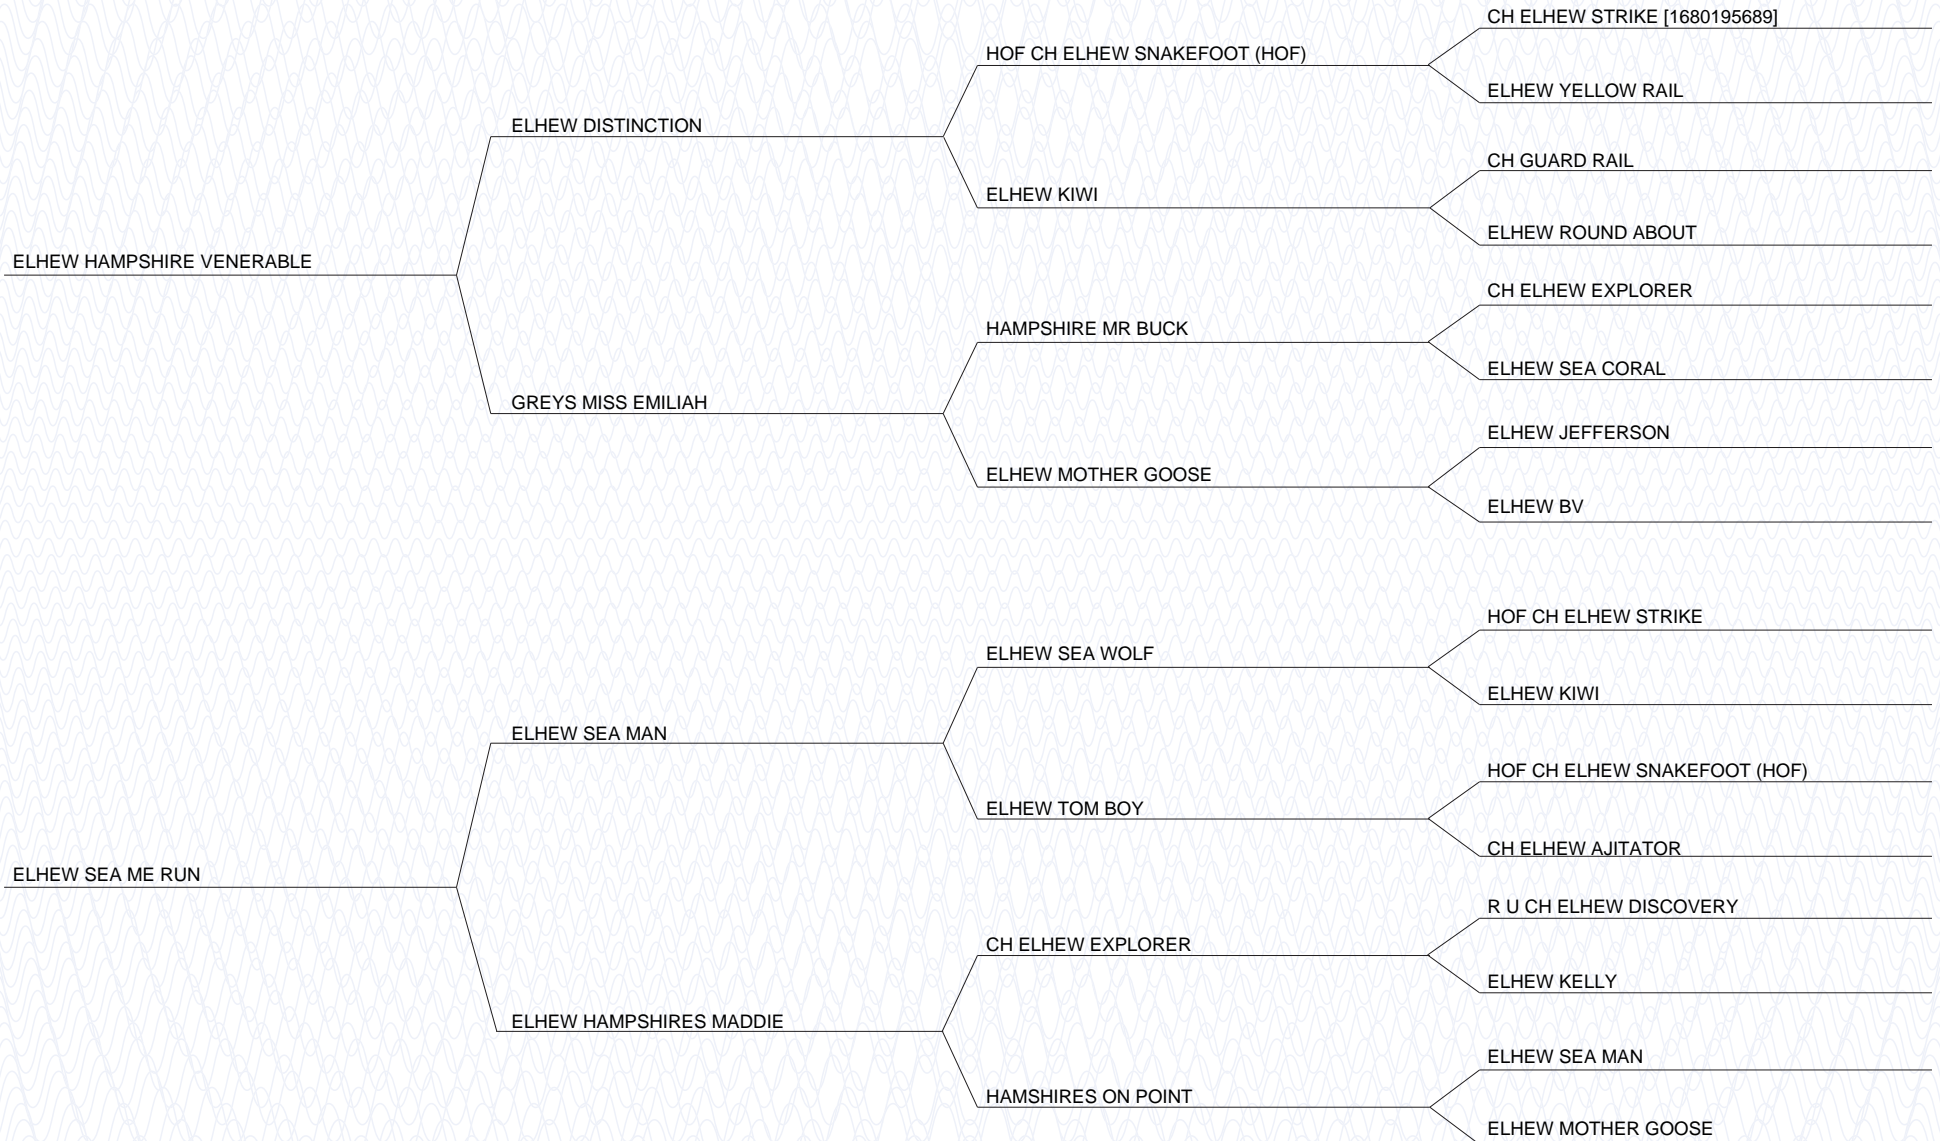 CH ELHEW STRIKE [1680195689]
HOF CH ELHEW SNAKEFOOT (HOF)
ELHEW YELLOW RAIL
ELHEW DISTINCTION
CH GUARD RAIL
ELHEW KIWI
ELHEW ROUND ABOUT
ELHEW HAMPSHIRE VENERABLE
CH ELHEW EXPLORER
HAMPSHIRE MR BUCK
ELHEW SEA CORAL
GREYS MISS EMILIAH
ELHEW JEFFERSON
ELHEW MOTHER GOOSE
ELHEW BV
HOF CH ELHEW STRIKE
ELHEW SEA WOLF
ELHEW KIWI
ELHEW SEA MAN
HOF CH ELHEW SNAKEFOOT (HOF)
ELHEW TOM BOY
CH ELHEW AJITATOR
ELHEW SEA ME RUN
R U CH ELHEW DISCOVERY
CH ELHEW EXPLORER
ELHEW KELLY
ELHEW HAMPSHIRES MADDIE
ELHEW SEA MAN
HAMSHIRES ON POINT
ELHEW MOTHER GOOSE